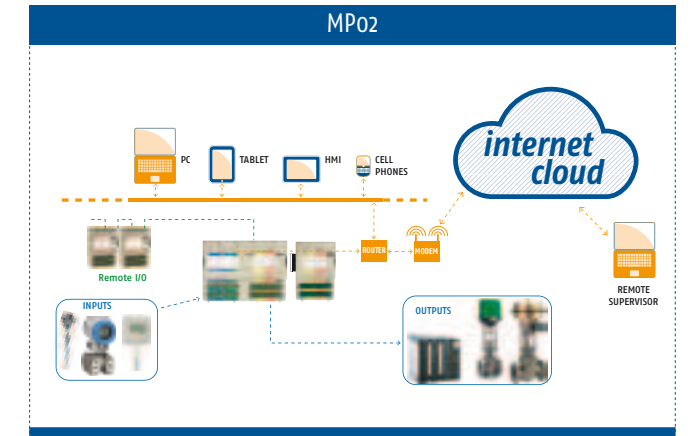 MP02
internet
cloud
PC
TABLET
HMI
CELL
PHONES
ROUTER
MODEM
Remote I/O
REMOTE
SUPERVISOR
INPUTS
OUTPUTS